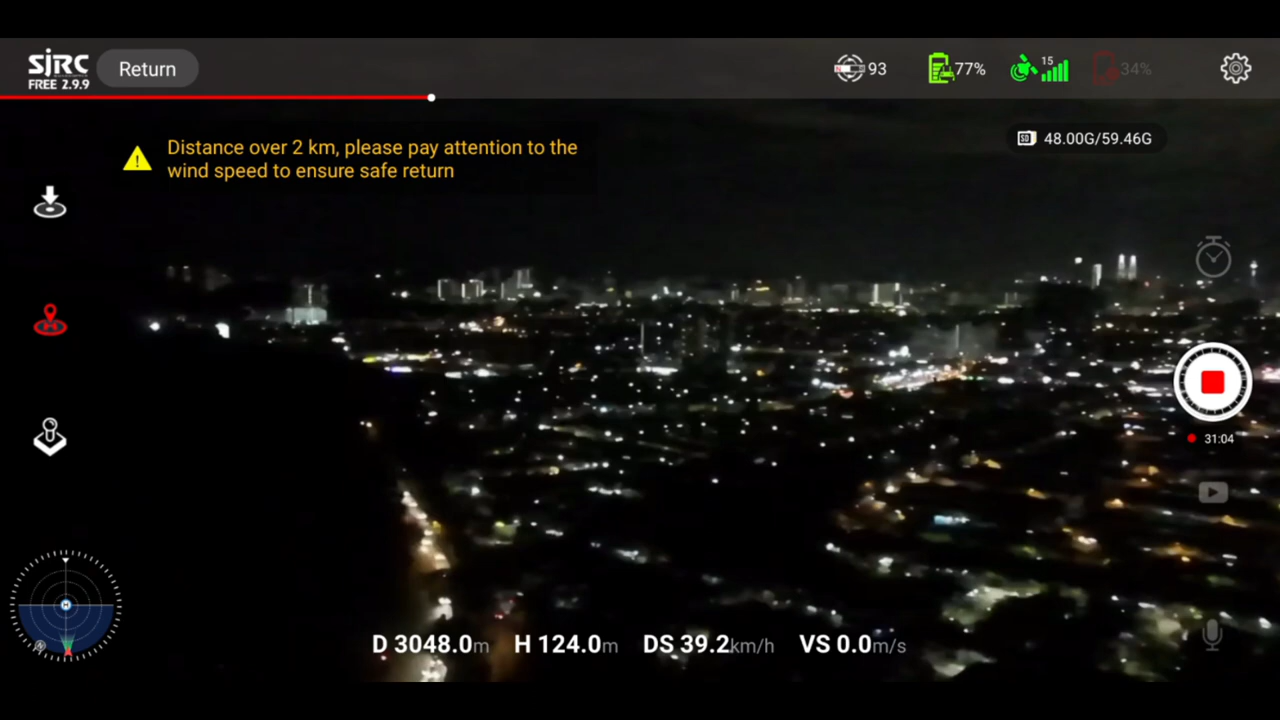 SJRC
FREE 2.9.9
Return
93
77%
15
34%
Distance over 2 km, please pay attention to the
wind speed to ensure safe return
SD
48.00G/59.46G
31:04
H
N
D 3048.0m H 124.0m DS 39.2km/h VS 0.0m/s